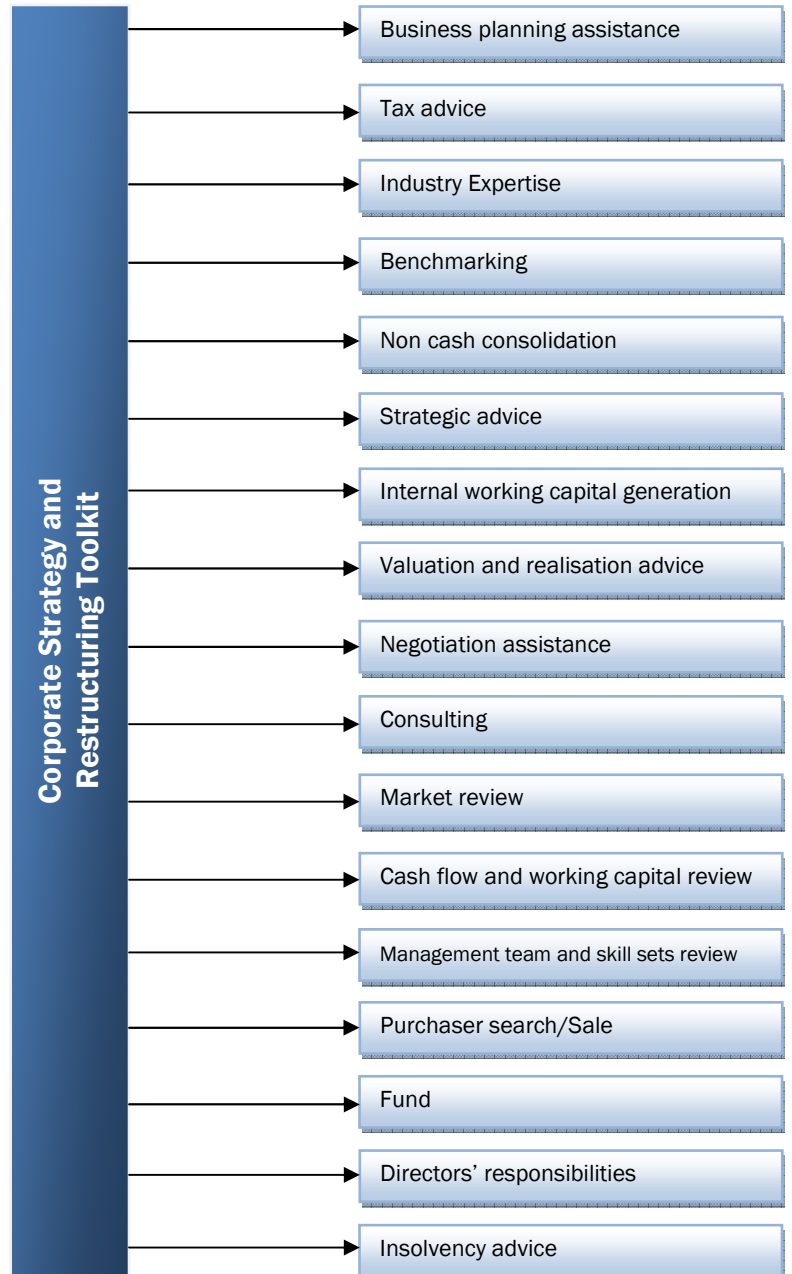 Corporate Strategy and
Restructuring Toolkit
Business planning assistance
Tax advice
Industry Expertise
Benchmarking
Non cash consolidation
Strategic advice
Internal working capital generation
Valuation and realisation advice
Negotiation assistance
Consulting
Market review
Cash flow and working capital review
Management team and skill sets review
Purchaser search/Sale
Fund
Directors’ responsibilities
Insolvency advice